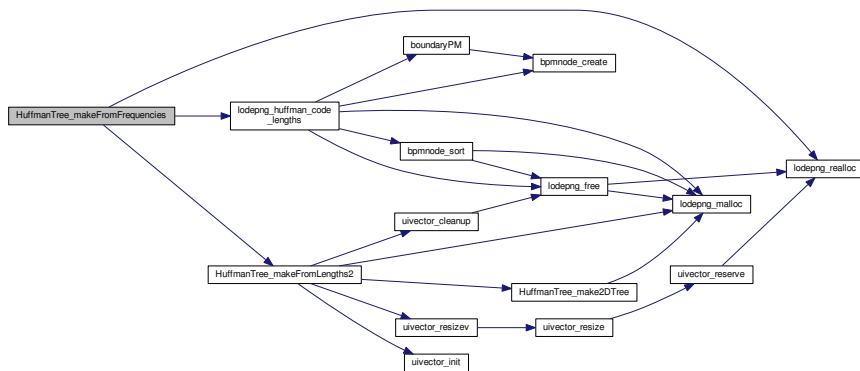 HuffmanTree_makeFromFrequencies
lodepng_huffman_code
_lengths
boundaryPM
bpmnode_create
bpmnode_sort
lodepng_free
lodepng_realloc
lodepng_malloc
uivector_cleanup
HuffmanTree_makeFromLengths2
HuffmanTree_make2DTree
uivector_reserve
uivector_resizev
uivector_resize
uivector_init